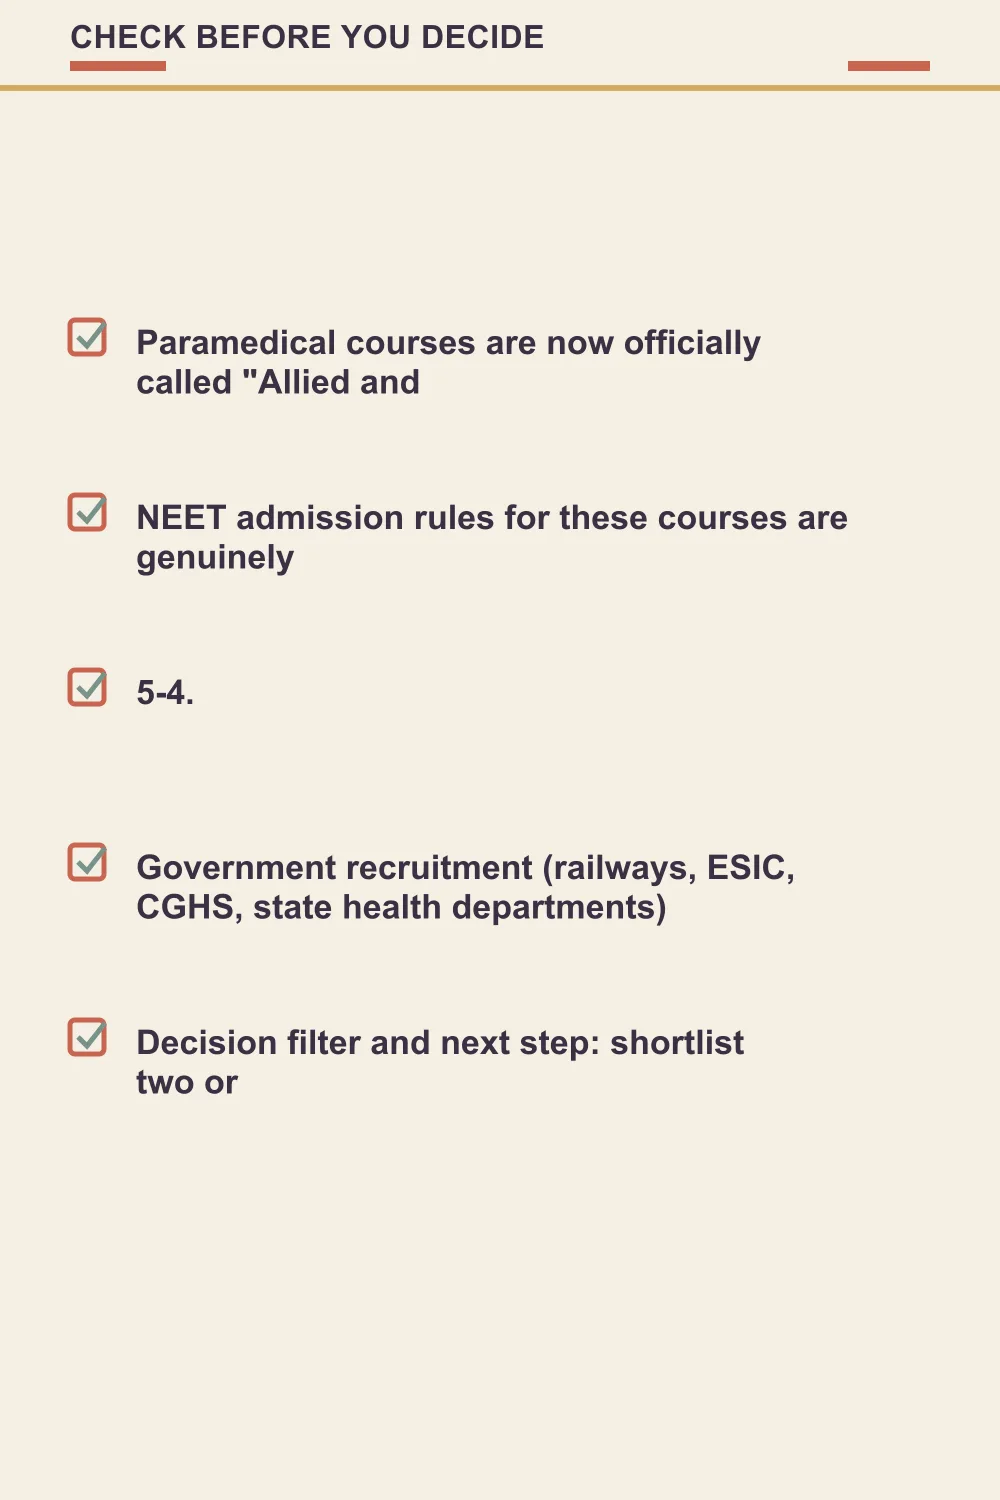 CHECK BEFORE YOU DECIDE
Paramedical courses are now officially
called "Allied and
NEET admission rules for these courses are
genuinely
5-4.
Government recruitment (railways, ESIC,
CGHS, state health departments)
Decision filter and next step: shortlist
two or